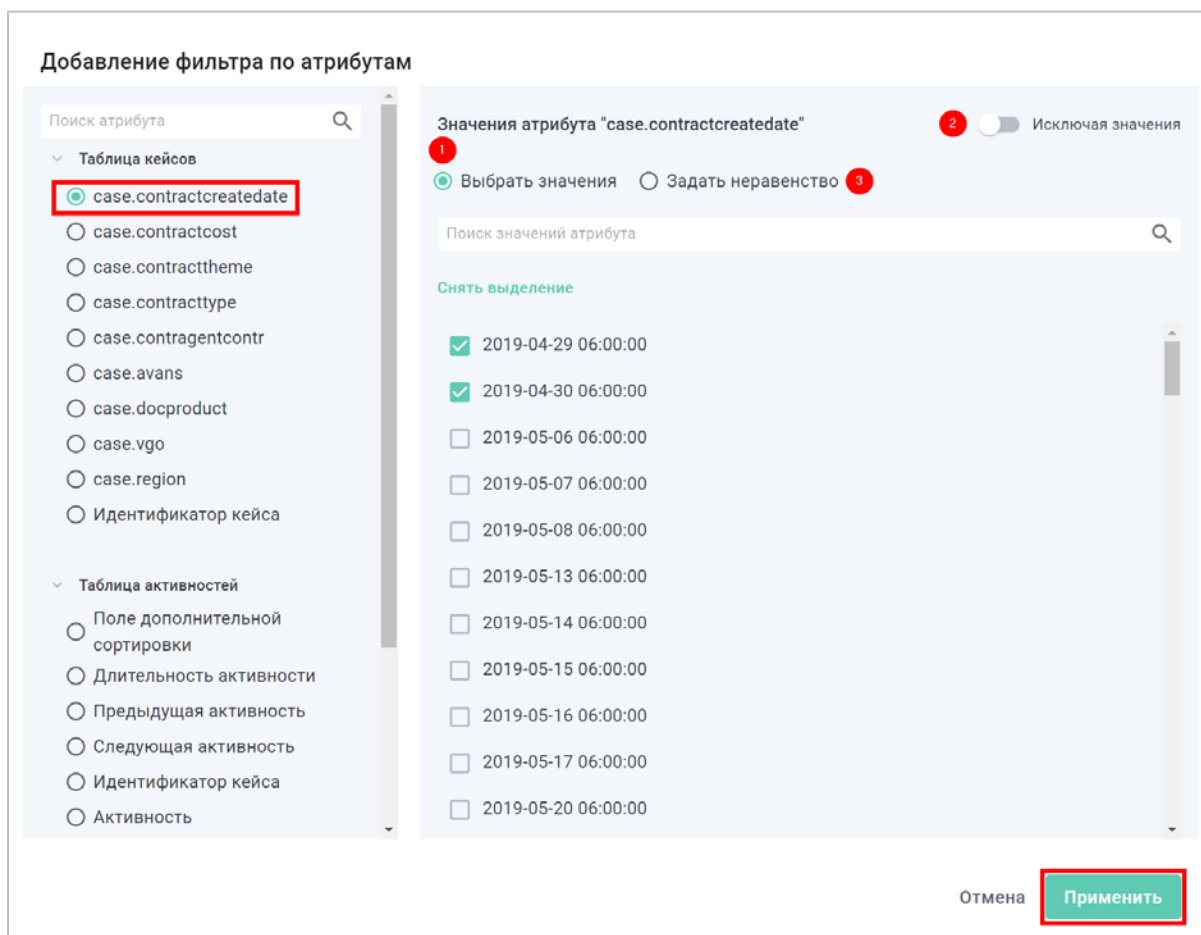 Добавление фильтра по атрибутам
Поиск атрибута
Таблица кейсов
case.contractcreatedate
case.contractcost
case.contracttheme
case.contracttype
case.contragentcontr
case.avans
case.docproduct
case.vgo
case.region
Идентификатор кейса
Таблица активностей
Поле дополнительной
сортировки
Длительность активности
Предыдущая активность
Следующая активность
Идентификатор кейса
Активность
Значения атрибута "case.contractcreatedate"
2 Исключая значения
1
Выбрать значения Задать неравенство 3
Поиск значений атрибута
Снять выделение
2019-04-29 06:00:00
2019-04-30 06:00:00
2019-05-06 06:00:00
2019-05-07 06:00:00
2019-05-08 06:00:00
2019-05-13 06:00:00
2019-05-14 06:00:00
2019-05-15 06:00:00
2019-05-16 06:00:00
2019-05-17 06:00:00
2019-05-20 06:00:00
Отмена Применить